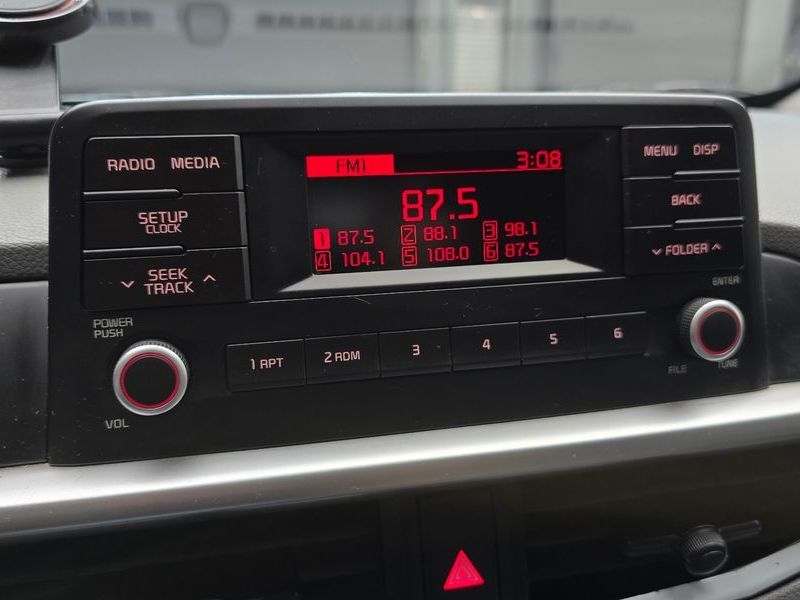 RADIO MEDIA
SETUP
CLOCK
SEEK
TRACK
POWER
PUSH
VOL
FM1 3:08
87.5
1 87.5 2 88.1 3 98.1
4 104.1 5 108.0 6 87.5
MENU DISP
BACK
FOLDER
ENTER
FILE TUNE
1 RPT 2 RDM 3 4 5 6